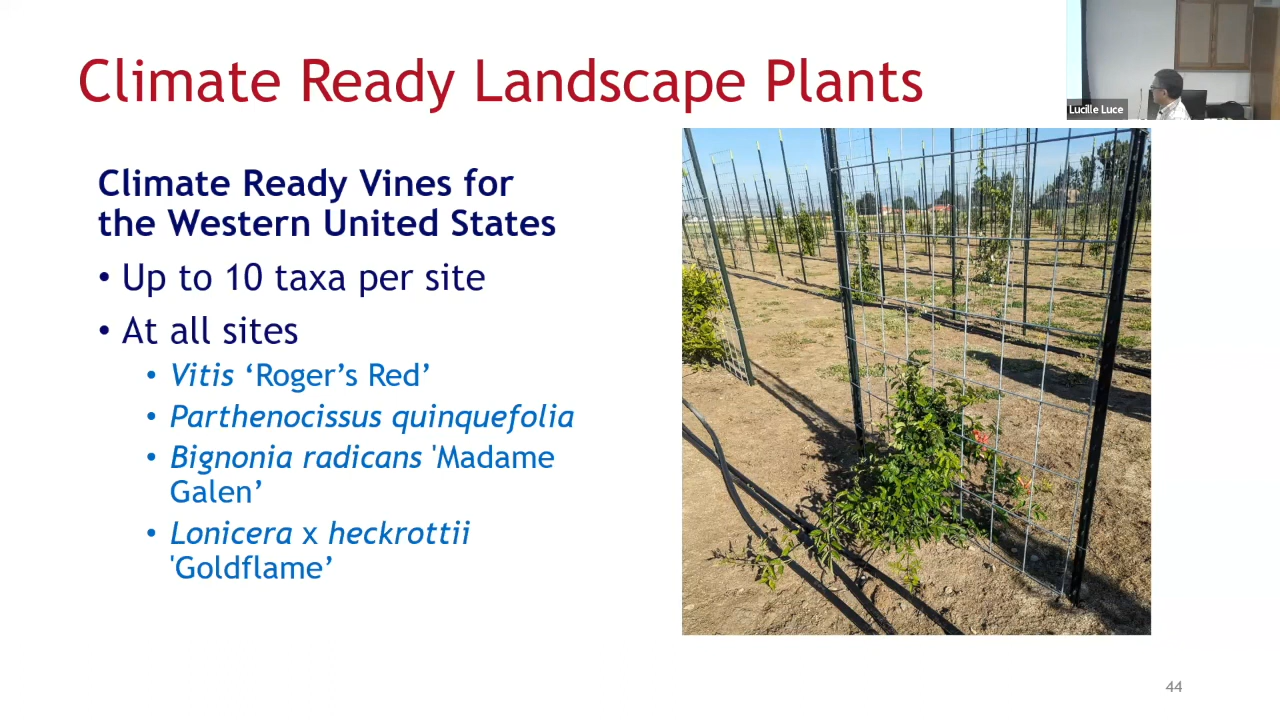 Climate Ready Landscape Plants
Lucille Luce
Climate Ready Vines for
the Western United States
• Up to 10 taxa per site
• At all sites
• Vitis ‘Roger’s Red’
• Parthenocissus quinquefolia
• Bignonia radicans 'Madame
Galen’
• Lonicera x heckrottii
'Goldflame’
44